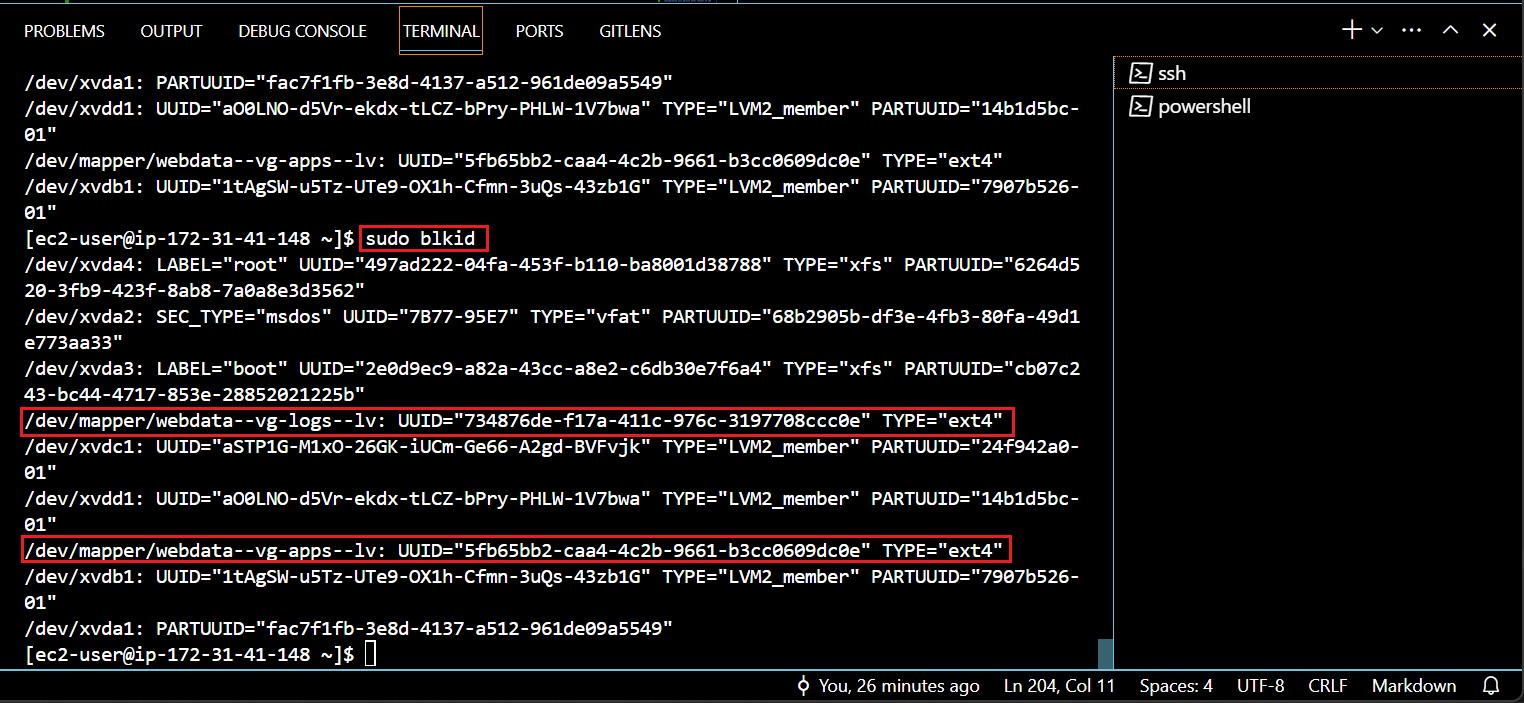 PROBLEMS OUTPUT DEBUG CONSOLE TERMINAL PORTS GITLENS
/dev/xvda1: PARTUUID="fac7f1fb-3e8d-4137-a512-961de09a5549"
/dev/xvdd1: UUID="aO0LNO-d5Vr-ekdx-tLCZ-bPry-PHLW-1V7bwa" TYPE="LVM2_member" PARTUUID="14b1d5bc-
01"
/dev/mapper/webdata--vg-apps--lv: UUID="5fb65bb2-caa4-4c2b-9661-b3cc0609dc0e" TYPE="ext4"
/dev/xvdb1: UUID="1tAgSW-u5Tz-UTe9-OX1h-Cfmn-3uQs-43zb1G" TYPE="LVM2_member" PARTUUID="7907b526-
01"
[ec2-user@ip-172-31-41-148 ~]$ sudo blkid
/dev/xvda4: LABEL="root" UUID="497ad222-04fa-453f-b110-ba8001d38788" TYPE="xfs" PARTUUID="6264d5
20-3fb9-423f-8ab8-7a0a8e3d3562"
/dev/xvda2: SEC_TYPE="msdos" UUID="7B77-95E7" TYPE="vfat" PARTUUID="68b2905b-df3e-4fb3-80fa-49d1
e773aa33"
/dev/xvda3: LABEL="boot" UUID="2e0d9ec9-a82a-43cc-a8e2-c6db30e7f6a4" TYPE="xfs" PARTUUID="cb07c2
43-bc44-4717-853e-28852021225b"
/dev/mapper/webdata--vg-logs--lv: UUID="734876de-f17a-411c-976c-3197708ccc0e" TYPE="ext4"
/dev/xvdc1: UUID="aSTP1G-M1xO-26GK-iUCm-Ge66-A2gd-BVFvjk" TYPE="LVM2_member" PARTUUID="24f942a0-
01"
/dev/xvdd1: UUID="aO0LNO-d5Vr-ekdx-tLCZ-bPry-PHLW-1V7bwa" TYPE="LVM2_member" PARTUUID="14b1d5bc-
01"
/dev/mapper/webdata--vg-apps--lv: UUID="5fb65bb2-caa4-4c2b-9661-b3cc0609dc0e" TYPE="ext4"
/dev/xvdb1: UUID="1tAgSW-u5Tz-UTe9-OX1h-Cfmn-3uQs-43zb1G" TYPE="LVM2_member" PARTUUID="7907b526-
01"
/dev/xvda1: PARTUUID="fac7f1fb-3e8d-4137-a512-961de09a5549"
[ec2-user@ip-172-31-41-148 ~]$
ssh
powershell
You, 26 minutes ago Ln 204, Col 11 Spaces: 4 UTF-8 CRLF Markdown